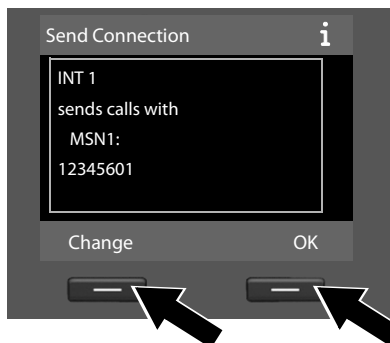 Send Connection i
INT 1
sends calls with
MSN1:
12345601
Change OK